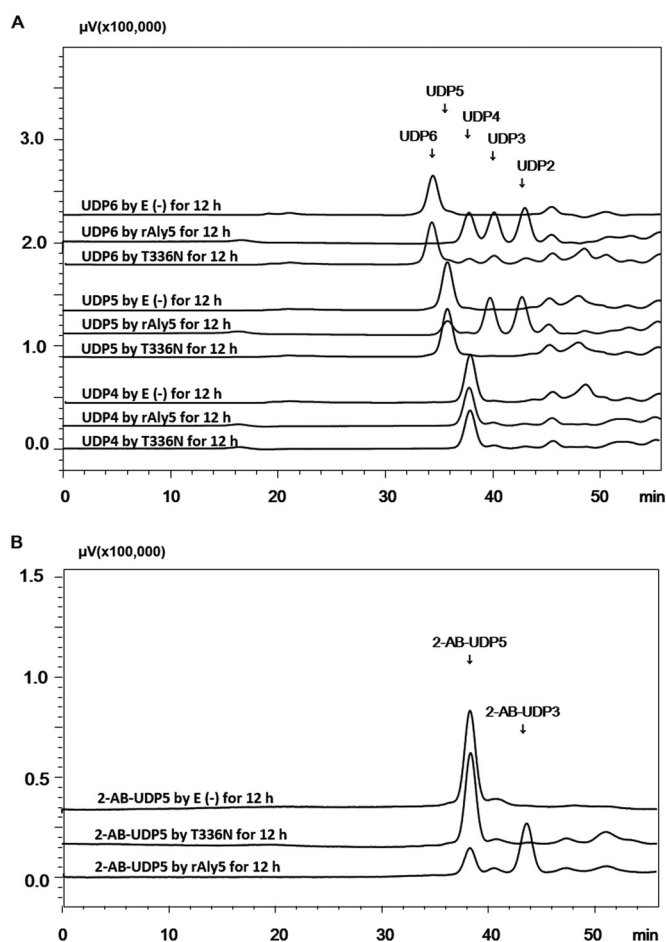 A
µV(x100,000)
UDP5
UDP4
UDP6
UDP3
UDP2
3.0
UDP6 by E (-) for 12 h
2.0
UDP6 by rAly5 for 12 h
UDP6 by T336N for 12 h
UDP5 by E (-) for 12 h
UDP5 by rAly5 for 12 h
1.0
UDP5 by T336N for 12 h
UDP4 by E (-) for 12 h
UDP4 by rAly5 for 12 h
0.0
UDP4 by T336N for 12 h
0 10 20 30 40 50 min
B
µV(x100,000)
1.5
2-AB-UDP5
1.0
2-AB-UDP3
0.5
2-AB-UDP5 by E (-) for 12 h
2-AB-UDP5 by T336N for 12 h
2-AB-UDP5 by rAly5 for 12 h
0.0
0 10 20 30 40 50 min